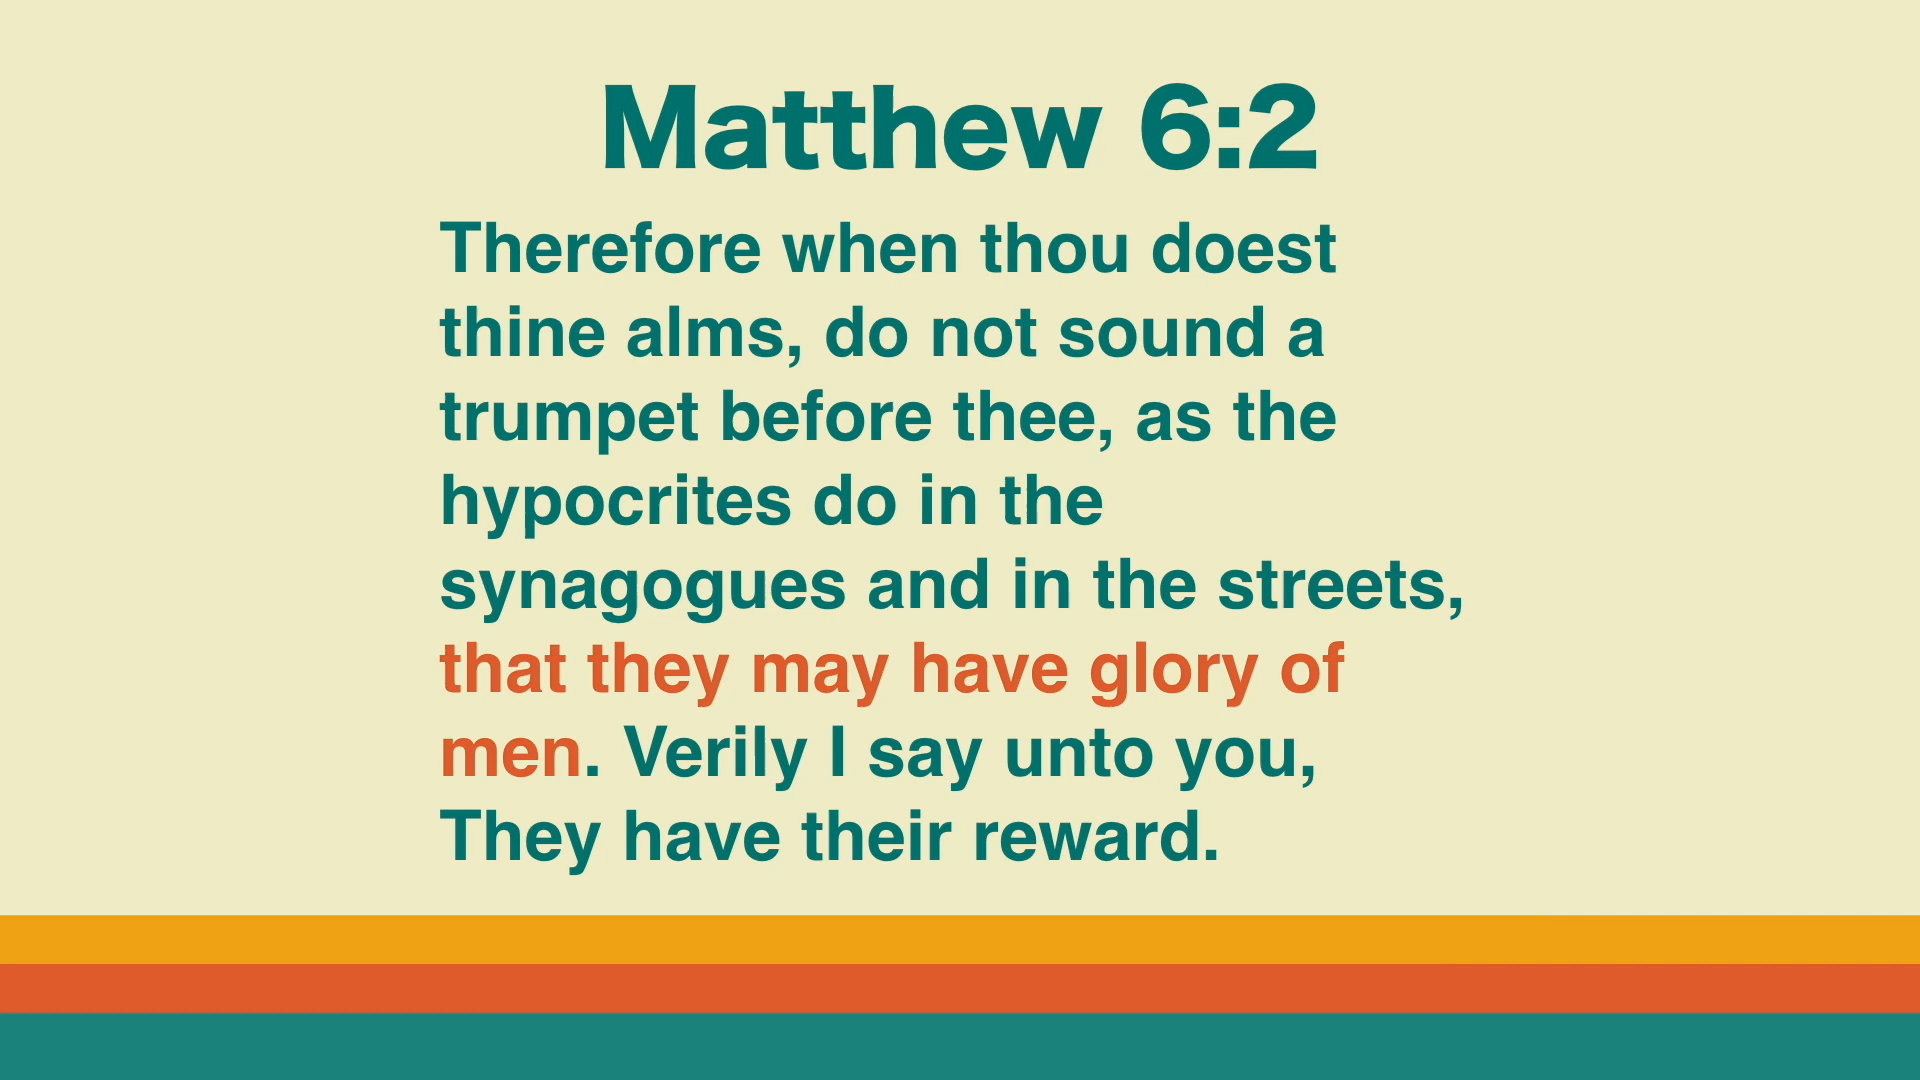 Matthew 6:2
Therefore when thou doest
thine alms, do not sound a
trumpet before thee, as the
hypocrites do in the
synagogues and in the streets,
that they may have glory of
men. Verily I say unto you,
They have their reward.